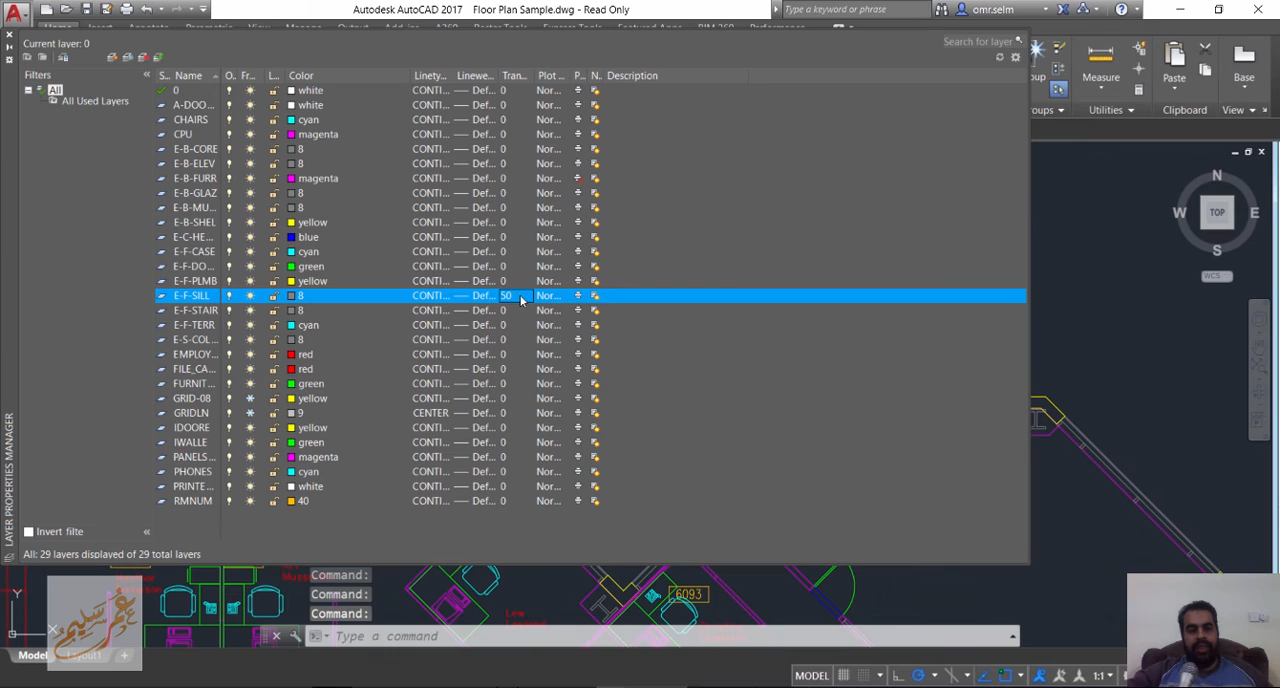 Autodesk AutoCAD 2017 Floor Plan Sample.dwg - Read Only
Type a keyword or phrase
omr.selm
Current layer: 0
Search for layer
Filters
All
All Used Layers
S... Name O. Fr... L... Color Linety... Linewe... Tran... Plot ... P... N. Description
0 white CONTI... Def... 0 Nor...
A-DOO... white CONTI... Def... 0 Nor...
CHAIRS cyan CONTI... Def... 0 Nor...
CPU magenta CONTI... Def... 0 Nor...
E-B-CORE 8 CONTI... Def... 0 Nor...
E-B-ELEV 8 CONTI... Def... 0 Nor...
E-B-FURR magenta CONTI... Def... 0 Nor...
E-B-GLAZ 8 CONTI... Def... 0 Nor...
E-B-MU... 8 CONTI... Def... 0 Nor...
E-B-SHEL yellow CONTI... Def... 0 Nor...
E-C-HE... blue CONTI... Def... 0 Nor...
E-F-CASE cyan CONTI... Def... 0 Nor...
E-F-DO... green CONTI... Def... 0 Nor...
E-F-PLMB yellow CONTI... Def... 0 Nor...
E-F-SILL 8 CONTI... Def... 50 Nor...
E-F-STAIR 8 CONTI... Def... 0 Nor...
E-F-TERR cyan CONTI... Def... 0 Nor...
E-S-COL... 8 CONTI... Def... 0 Nor...
EMPLOY... red CONTI... Def... 0 Nor...
FILE_CA... red CONTI... Def... 0 Nor...
FURNIT... green CONTI... Def... 0 Nor...
GRID-08 yellow CONTI... Def... 0 Nor...
GRIDLN 9 CENTER Def... 0 Nor...
IDOORE yellow CONTI... Def... 0 Nor...
IWALLE green CONTI... Def... 0 Nor...
PANELS... magenta CONTI... Def... 0 Nor...
PHONES cyan CONTI... Def... 0 Nor...
PRINTE... white CONTI... Def... 0 Nor...
RMNUM 40 CONTI... Def... 0 Nor...
Invert filte
All: 29 layers displayed of 29 total layers
LAYER PROPERTIES MANAGER
Measure
Paste
Base
Utilities
Clipboard
View
N
W
TOP
E
S
WCS
6093
Command:
Command:
Command:
Type a command
Y
عمر سليم
Model Layout1 +
MODEL
1:1